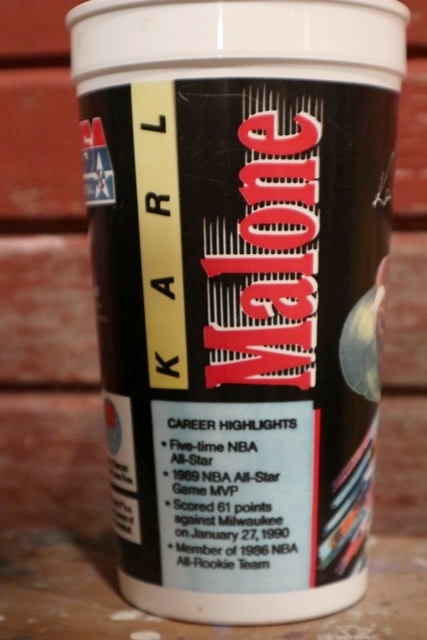 KARL
Malone
CAREER HIGHLIGHTS
• Five-time NBA
All-Star
• 1989 NBA All-Star
Game MVP
• Scored 61 points
against Milwaukee
on January 27, 1990
• Member of 1986 NBA
All-Rookie Team